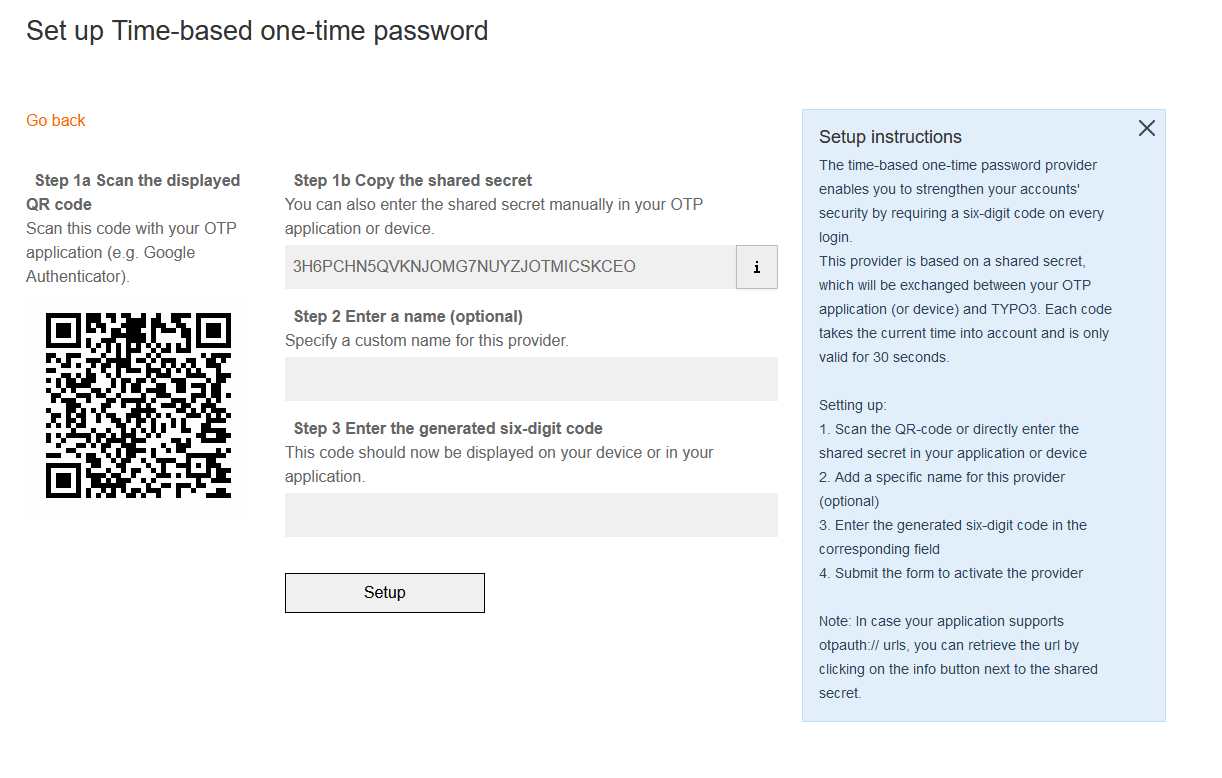 Set up Time-based one-time password
Go back
Step 1a Scan the displayed
QR code
Scan this code with your OTP
application (e.g. Google
Authenticator).
Step 1b Copy the shared secret
You can also enter the shared secret manually in your OTP
application or device.
3H6PCHN5QVKNJOMG7NUYZJOTMICSKCEO
i
Step 2 Enter a name (optional)
Specify a custom name for this provider.
Step 3 Enter the generated six-digit code
This code should now be displayed on your device or in your
application.
Setup
Setup instructions
The time-based one-time password provider
enables you to strengthen your accounts'
security by requiring a six-digit code on every
login.
This provider is based on a shared secret,
which will be exchanged between your OTP
application (or device) and TYPO3. Each code
takes the current time into account and is only
valid for 30 seconds.
Setting up:
1. Scan the QR-code or directly enter the
shared secret in your application or device
2. Add a specific name for this provider
(optional)
3. Enter the generated six-digit code in the
corresponding field
4. Submit the form to activate the provider
Note: In case your application supports
otpauth:// urls, you can retrieve the url by
clicking on the info button next to the shared
secret.